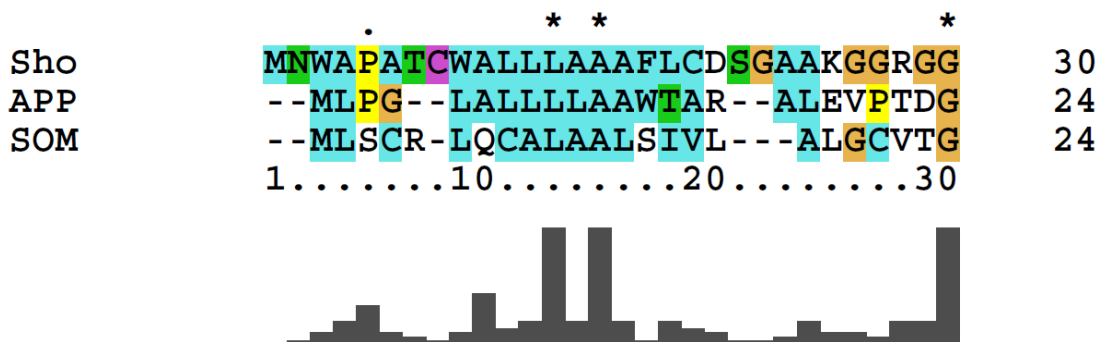 * * *
.
Sho MNWAPATCWALLLAAAFLCDSGAAKGGRGG 30
APP --MLPG--LALLLLAAWTAR--ALEVPTDG 24
SOM --MLSCR-LQCALAALSIVL---ALGCVTG 24
1.......10........20........30